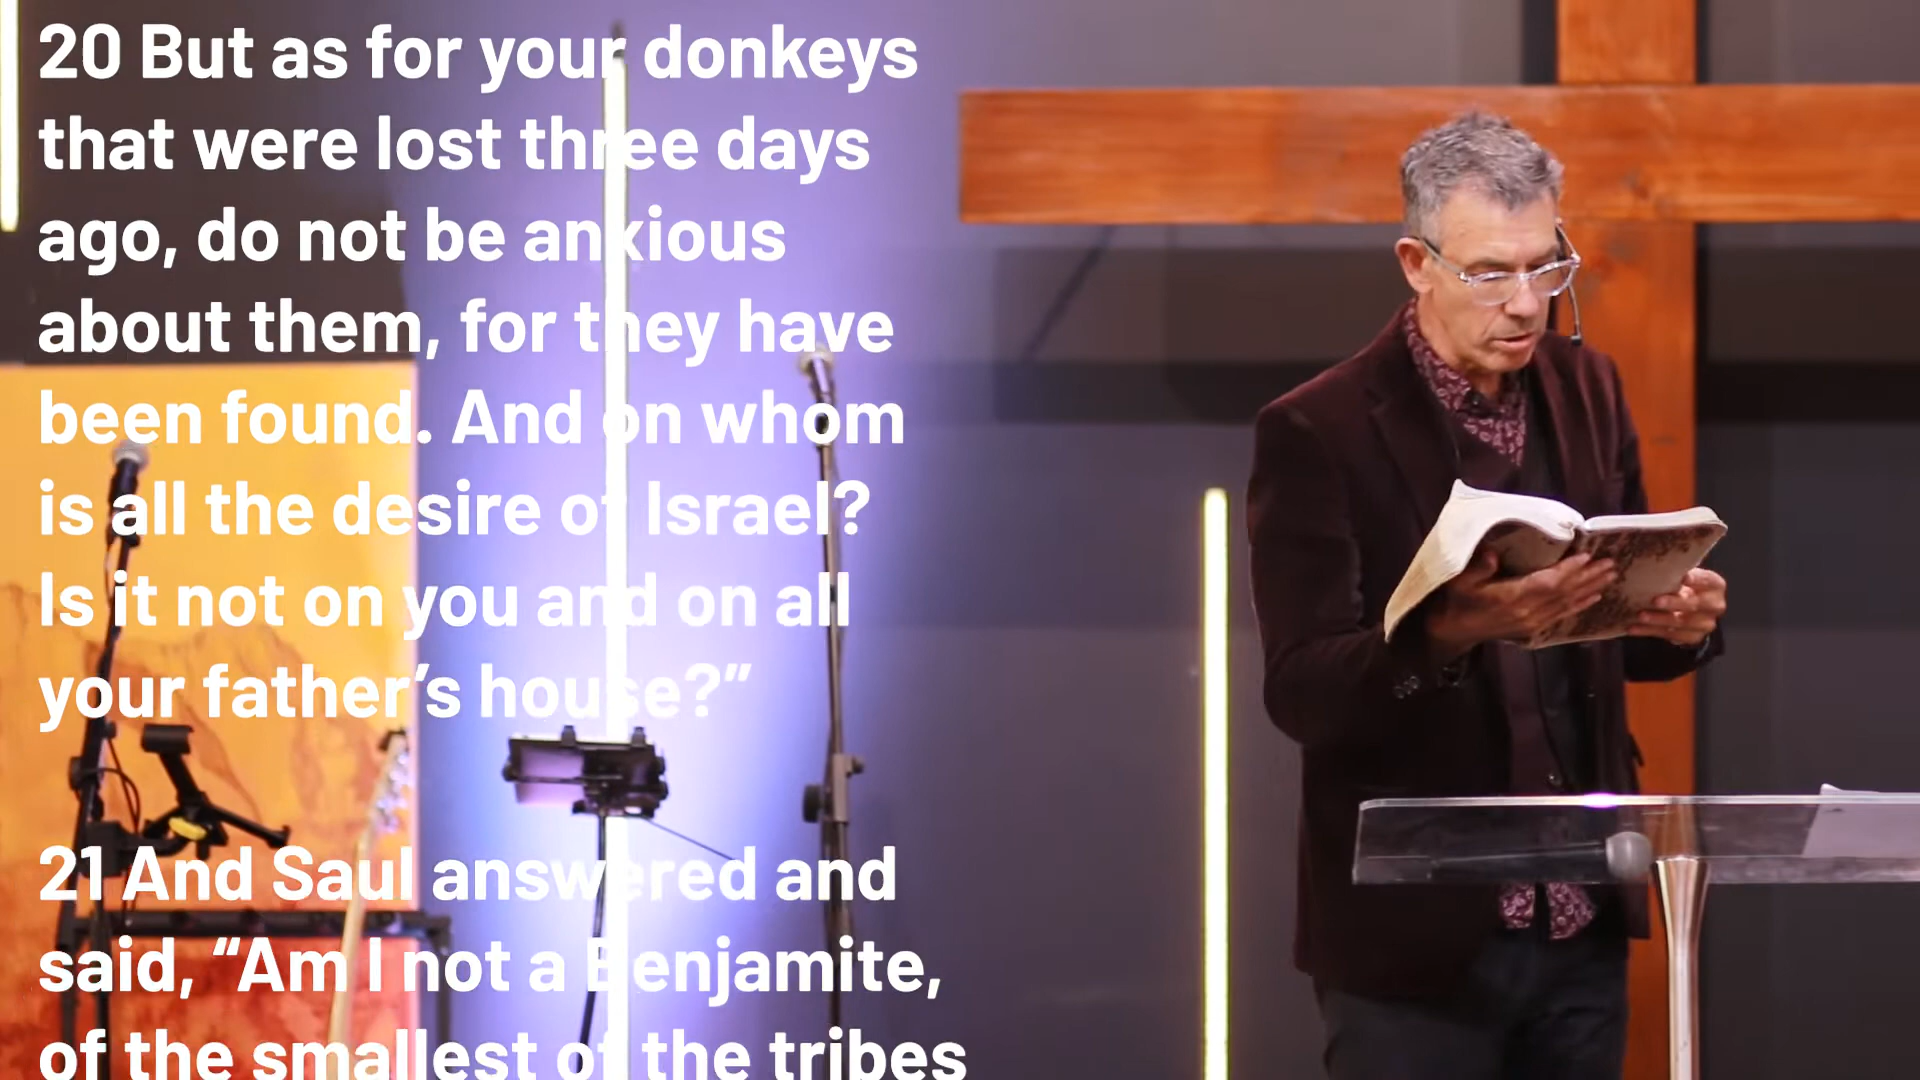 20 But as for your donkeys
that were lost three days
ago, do not be anxious
about them, for they have
been found. And on whom
is all the desire of Israel?
Is it not on you and on all
your father’s house?”
21 And Saul answered and
said, “Am I not a Benjamite,
of the smallest of the tribes